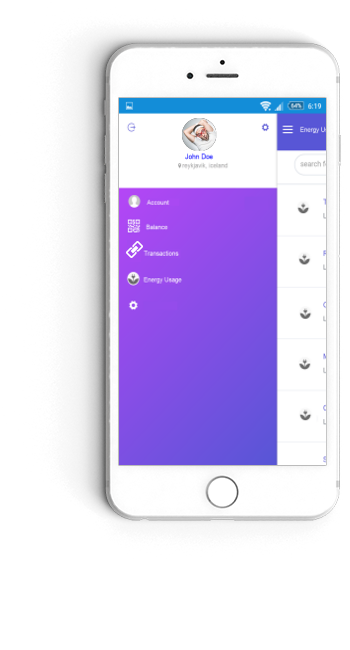 64% 6:19
John Doe
reykjavik, iceland
Energy U
search f
Account
Balance
Transactions
Energy Usage